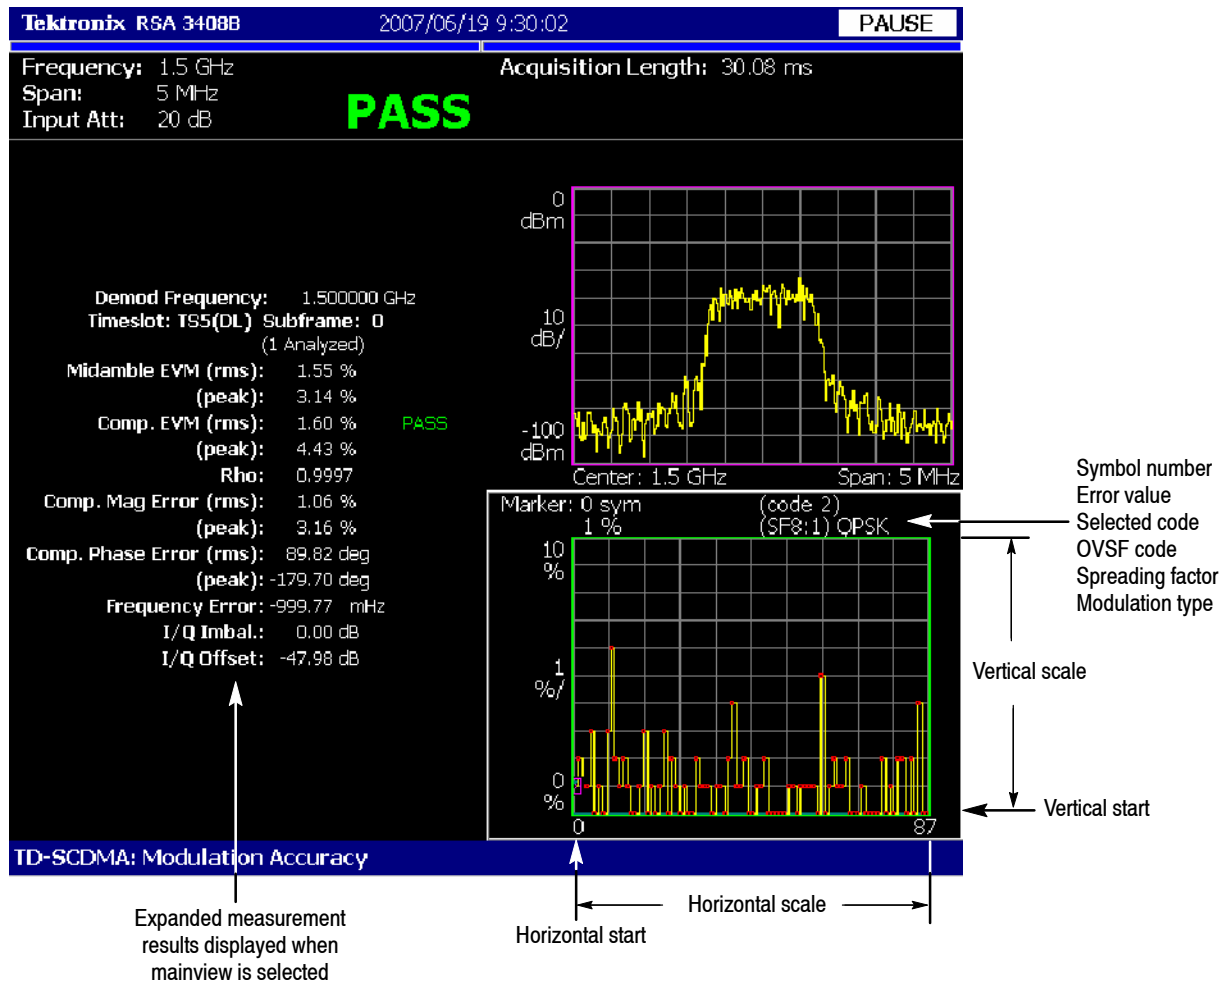 Tektronix RSA 3408B 2007/06/19 9:30:02 PAUSE
Frequency: 1.5 GHz Acquisition Length: 30.08 ms
Span: 5 MHz
Input Att: 20 dB
PASS
0
dBm
10
dB/
-100
dBm
Center: 1.5 GHz Span: 5 MHz
Demod Frequency: 1.500000 GHz
Timeslot: TS5(DL) Subframe: 0
(1 Analyzed)
Midamble EVM (rms): 1.55 %
(peak): 3.14 %
Comp. EVM (rms): 1.60 % PASS
(peak): 4.43 %
Rho: 0.9997
Comp. Mag Error (rms): 1.06 %
(peak): 3.16 %
Comp. Phase Error (rms): 89.82 deg
(peak): -179.70 deg
Frequency Error: -999.77 mHz
I/Q Imbal.: 0.00 dB
I/Q Offset: -47.98 dB
Marker: 0 sym (code 2)
1 % (SF8:1) QPSK
10
%
1
%/
0
%
1
0 87
Symbol number
Error value
Selected code
OVSF code
Spreading factor
Modulation type
Vertical scale
Vertical start
TD-SCDMA: Modulation Accuracy
Horizontal scale
Horizontal start
Expanded measurement
results displayed when
mainview is selected